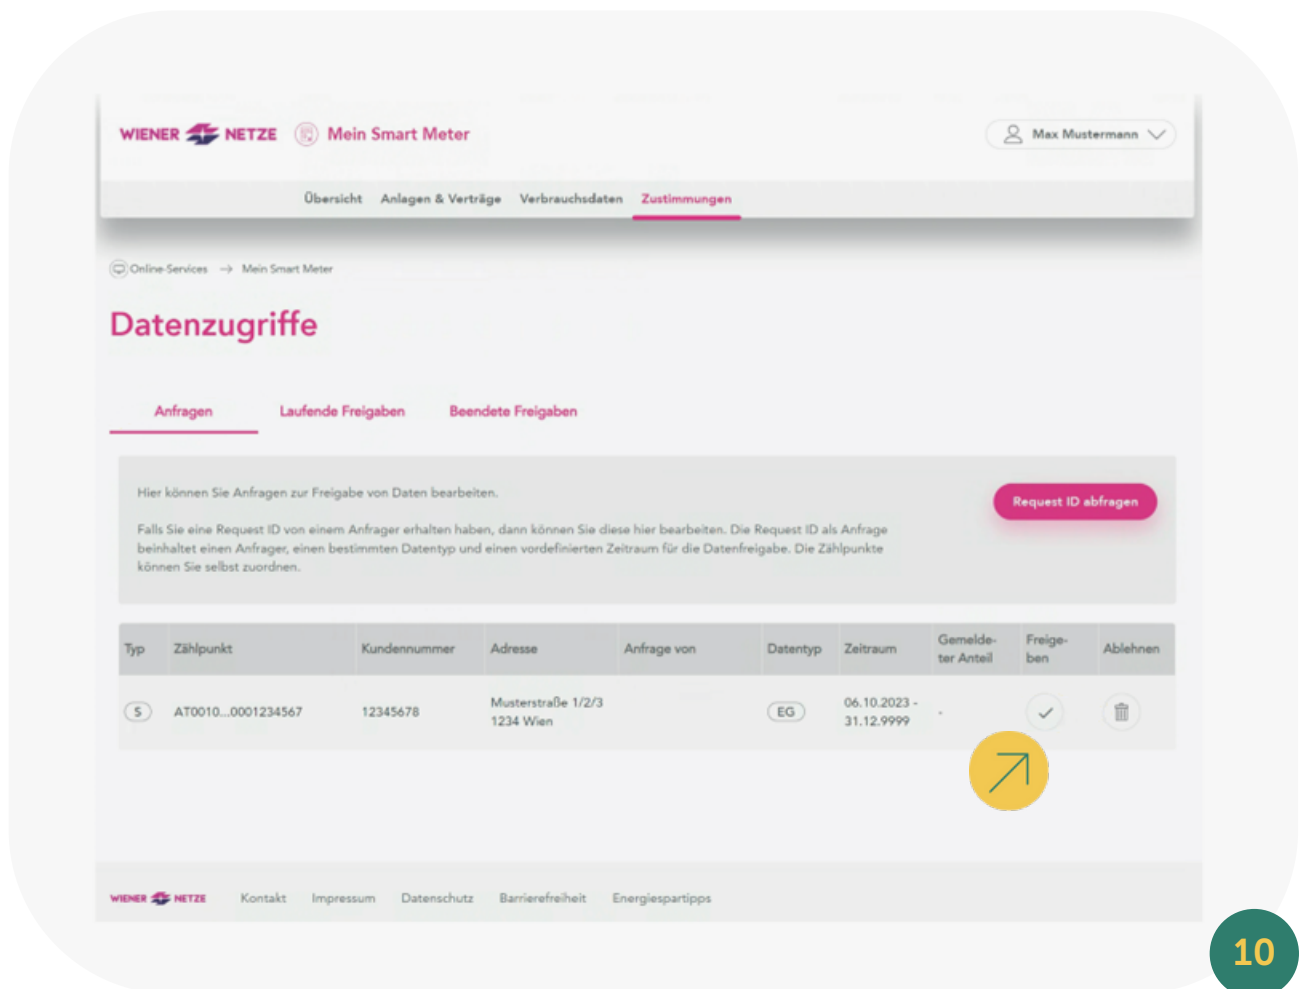 WIENER NETZE Mein Smart Meter Max Mustermann
Übersicht Anlagen & Verträge Verbrauchsdaten Zustimmungen
Online-Services → Mein Smart Meter
Datenzugriffe
Anfragen Laufende Freigaben Beendete Freigaben
Hier können Sie Anfragen zur Freigabe von Daten bearbeiten.
Request ID abfragen
Falls Sie eine Request ID von einem Anfrager erhalten haben, dann können Sie diese hier bearbeiten. Die Request ID als Anfrage
beinhaltet einen Anfrager, einen bestimmten Datentyp und einen vordefinierten Zeitraum für die Datenfreigabe. Die Zählpunkte
können Sie selbst zuordnen.
Typ Zählpunkt Kundennummer Adresse Anfrage von Datentyp Zeitraum Gemelde- Freige- Ablehnen
ter Anteil ben
S AT0010...0001234567 12345678 Musterstraße 1/2/3 EG 06.10.2023 - -
1234 Wien 31.12.9999
WIENER NETZE Kontakt Impressum Datenschutz Barrierefreiheit Energiespartipps
10